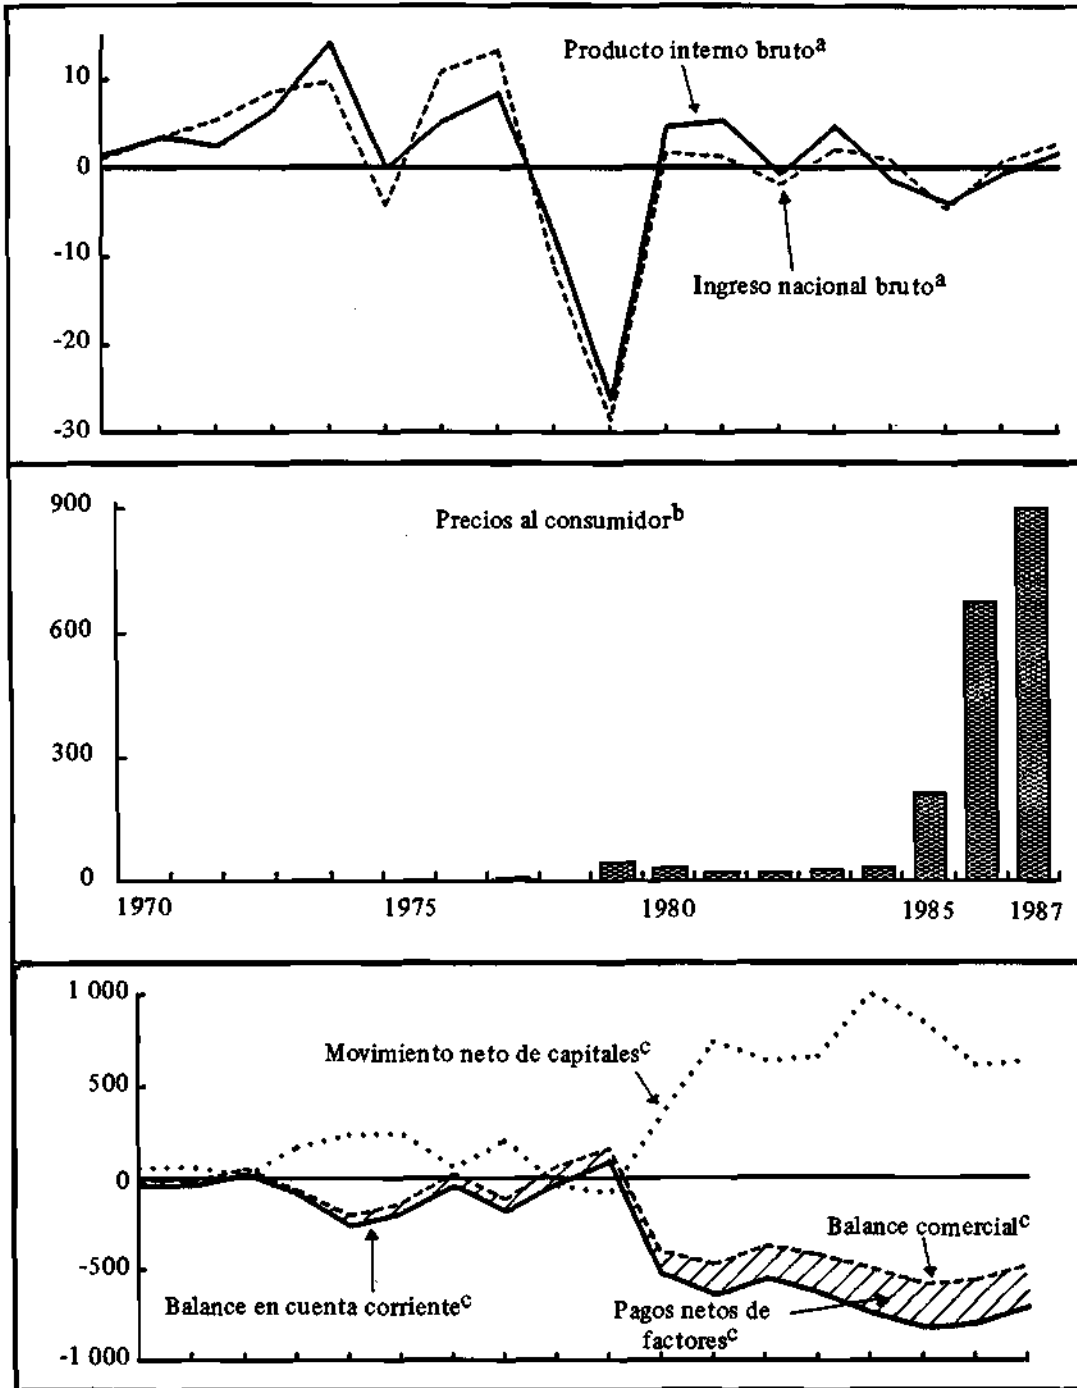 Producto interno bruto^a
10
0
-10
Ingreso nacional bruto^a
-20
-30
900
Precios al consumidor^b
600
300
0
1970 1975 1980 1985 1987
1 000
Movimiento neto de capitales^c
500
0
Balance comercial^c
-500
Balance en cuenta corriente^c
Pagos netos de
factores^c
-1 000